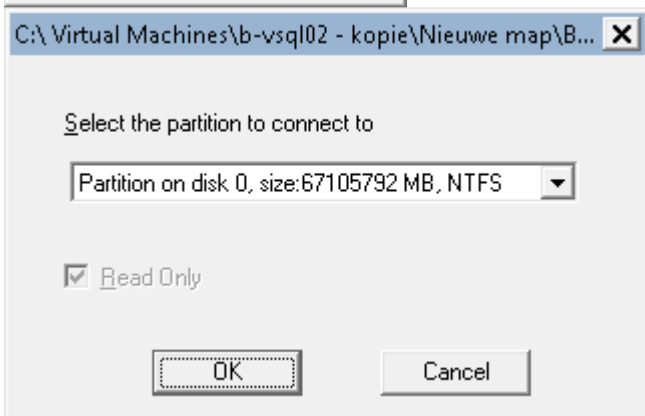 C:\ Virtual Machines\b-vsql02 - kopie\Nieuwe map\B...
Select the partition to connect to
Partition on disk 0, size:67105792 MB, NTFS
Read Only
OK
Cancel